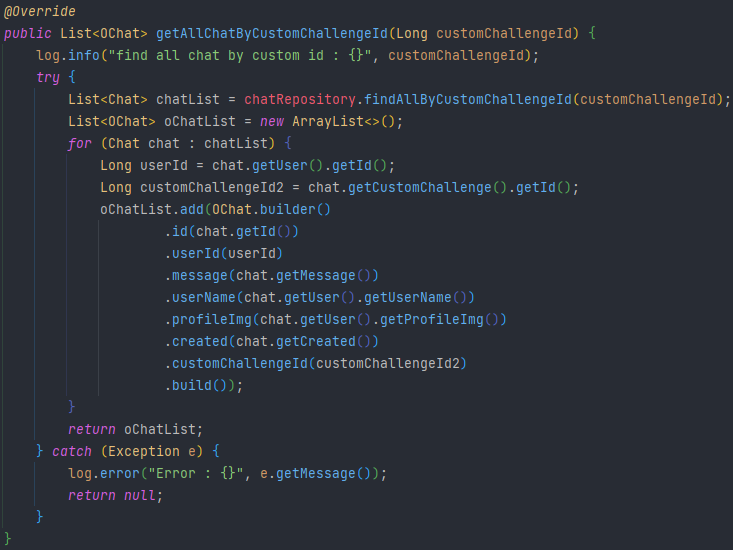 @Override
public List<OChat> getAllChatByCustomChallengeId(Long customChallengeId) {
    log.info("find all chat by custom id : {}", customChallengeId);
    try {
        List<Chat> chatList = chatRepository.findAllByCustomChallengeId(customChallengeId);
        List<OChat> oChatList = new ArrayList<>();
        for (Chat chat : chatList) {
            Long userId = chat.getUser().getId();
            Long customChallengeId2 = chat.getCustomChallenge().getId();
            oChatList.add(OChat.builder()
                    .id(chat.getId())
                    .userId(userId)
                    .message(chat.getMessage())
                    .userName(chat.getUser().getUserName())
                    .profileImg(chat.getUser().getProfileImg())
                    .created(chat.getCreated())
                    .customChallengeId(customChallengeId2)
                    .build());
        }
        return oChatList;
    } catch (Exception e) {
        log.error("Error : {}", e.getMessage());
        return null;
    }
}